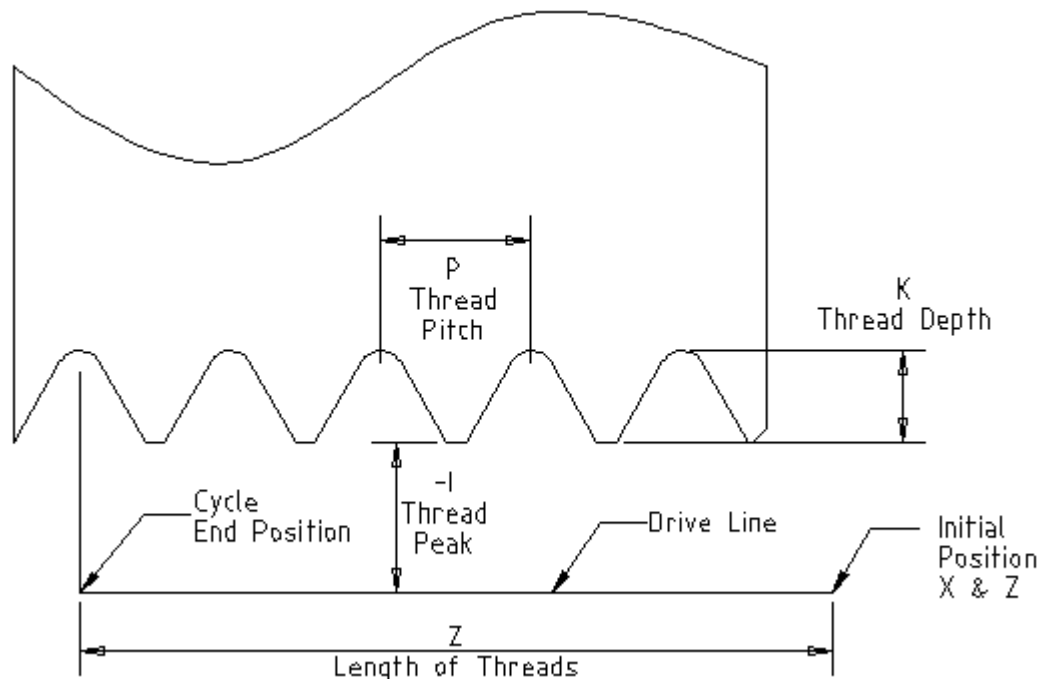 P
Thread
Pitch
K
Thread Depth
-I
Thread
Peak
Cycle
End Position
Drive Line
Initial
Position
X & Z
Z
Length of Threads